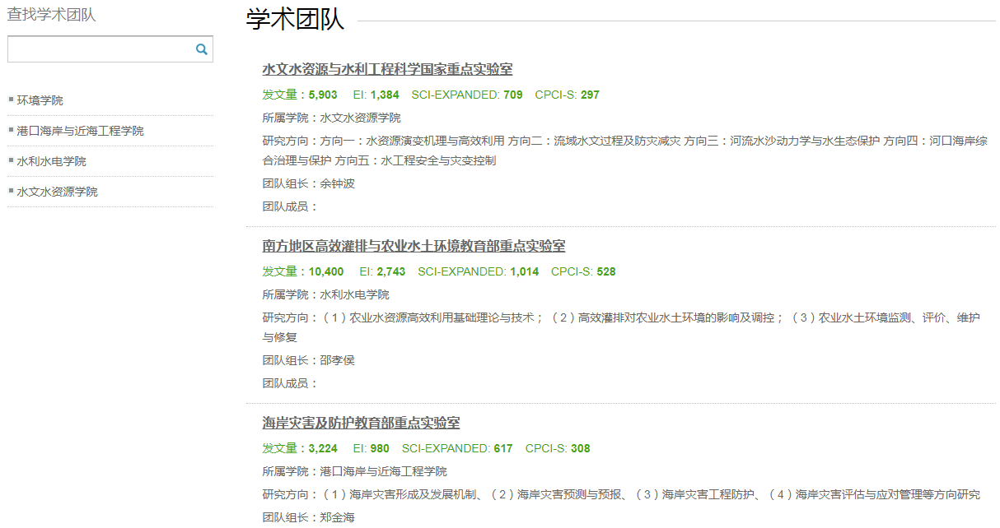 查找学术团队
环境学院
港口海岸与近海工程学院
水利水电学院
水文水资源学院
学术团队
水文水资源与水利工程科学国家重点实验室
发文量：5,903 EI: 1,384 SCI-EXPANDED: 709 CPCI-S: 297
所属学院：水文水资源学院
研究方向：方向一：水资源演变机理与高效利用 方向二：流域水文过程及防灾减灾 方向三：河流水沙动力学与水生态保护 方向四：河口海岸综
合治理与保护 方向五：水工程安全与灾变控制
团队组长：余钟波
团队成员：
南方地区高效灌排与农业水土环境教育部重点实验室
发文量：10,400 EI: 2,743 SCI-EXPANDED: 1,014 CPCI-S: 528
所属学院：水利水电学院
研究方向：（1）农业水资源高效利用基础理论与技术； （2）高效灌排对农业水土环境的影响及调控； （3）农业水土环境监测、评价、维护
与修复
团队组长：邵孝侯
团队成员：
海岸灾害及防护教育部重点实验室
发文量：3,224 EI: 980 SCI-EXPANDED: 617 CPCI-S: 308
所属学院：港口海岸与近海工程学院
研究方向：（1）海岸灾害形成及发展机制、（2）海岸灾害预测与预报、（3）海岸灾害工程防护、（4）海岸灾害评估与应对管理等方向研究
团队组长：郑金海